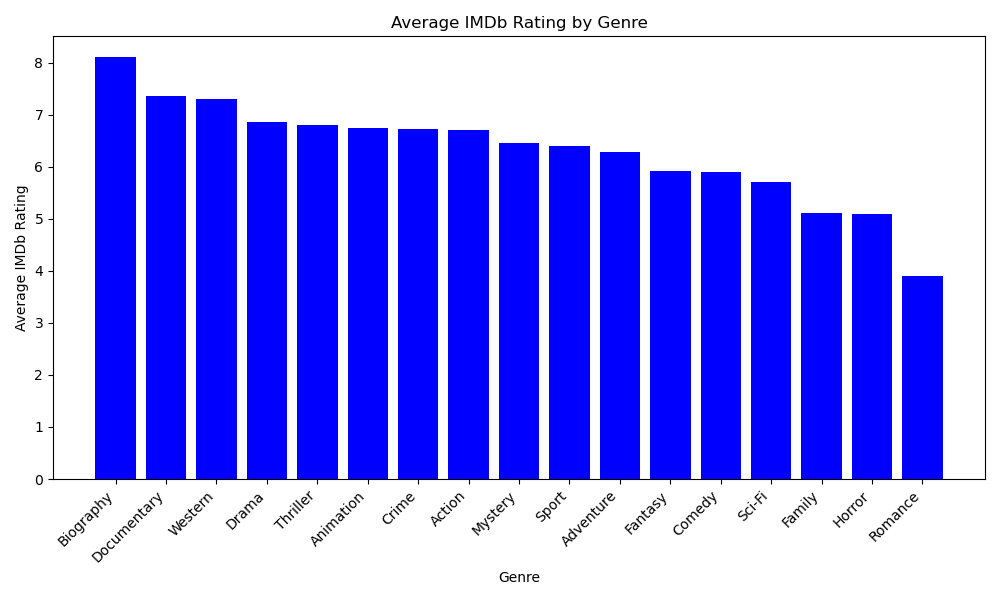 Average IMDb Rating by Genre
Average IMDb Rating
8
7
6
5
4
3
2
1
0
Biography
Documentary
Western
Drama
Thriller
Animation
Crime
Action
Mystery
Sport
Adventure
Fantasy
Comedy
Sci-Fi
Family
Horror
Romance
Genre